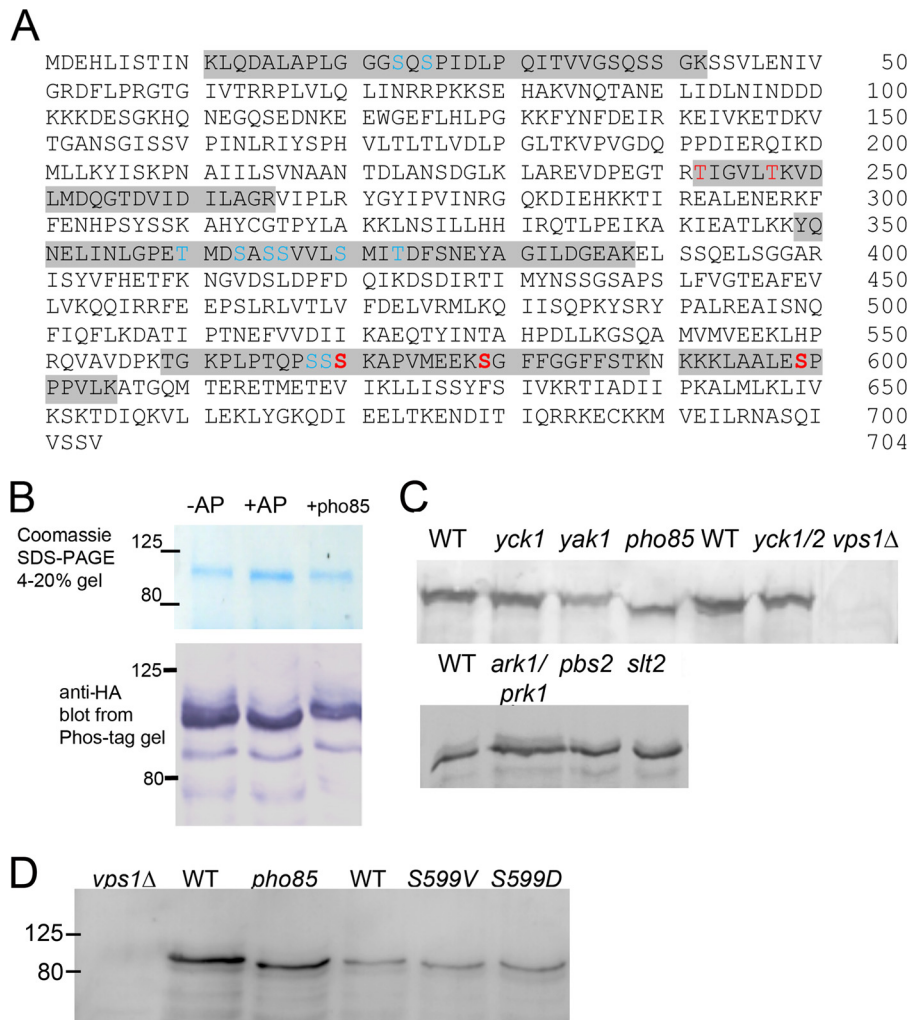 A
MDEHLISTIN KLQDALAPLG GGSQSPIDLP QITVVGSQSS GKSSVLENIV 50
GRDFLPRGTG IVTRRPLVLQ LINRRPKKSE HAKVNQTANE LIDLNINDDD 100
KKKDESGKHQ NEGQSEDNKE EWGEFLHLPG KKFYNFDEIR KEIVKETDKV 150
TGANSGISSV PINLRIYSPH VLTLTLVDLP GLTKVPVGDQ PPDIERQIKD 200
MLLKYISKPN AIILSVNAAN TDLANSDGLK LAREVDPEGT RTIGVLTKVD 250
LMDQGTDVID ILAGRVIPLR YGYIPVINRG QKDIEHKKTI REALENERKF 300
FENHPSYSSK AHYCGTPYLA KKLNSILLHH IRQTLPEIKA KIEATLKKYQ 350
NELINLGPET MDSASSVVLS MITDFSNEYA GILDGEAKEL SSQELSGGAR 400
ISYVFHETFK NGVDSLDPFD QIKDSDIRTI MYNSSGSAPS LFVGTEAFEV 450
LVKQQIRRFE EPSLRLVTLV FDELVRMLKQ IISQPKYSRY PALREAISNQ 500
FIQFLKDATI PTNEFVVDII KAEQTYINTA HPDLLKGSQA MVMVEEKLHP 550
RQVAVDPKTG KPLPTQPSSS KAPVMEEKSG FFGGFFSTKN KKKLAALESP 600
PPVLKATGQM TERETMETEV IKLLISSYFS IVKRTIADII PKALMLKLIV 650
KSKTDIQKVL LEKLYGKQDI EELTKENDIT IQRRKECKKM VEILRNASQI 700
VSSV 704
B
-AP +AP +pho85
Coomassie
SDS-PAGE
4-20% gel
125
80
anti-HA
blot from
Phos-tag gel
125
80
C
WT yck1 yak1 pho85 WT yck1/2 vps1Δ
WT ark1/ prk1 pbs2 slt2
D
vps1Δ WT pho85 WT S599V S599D
125
80